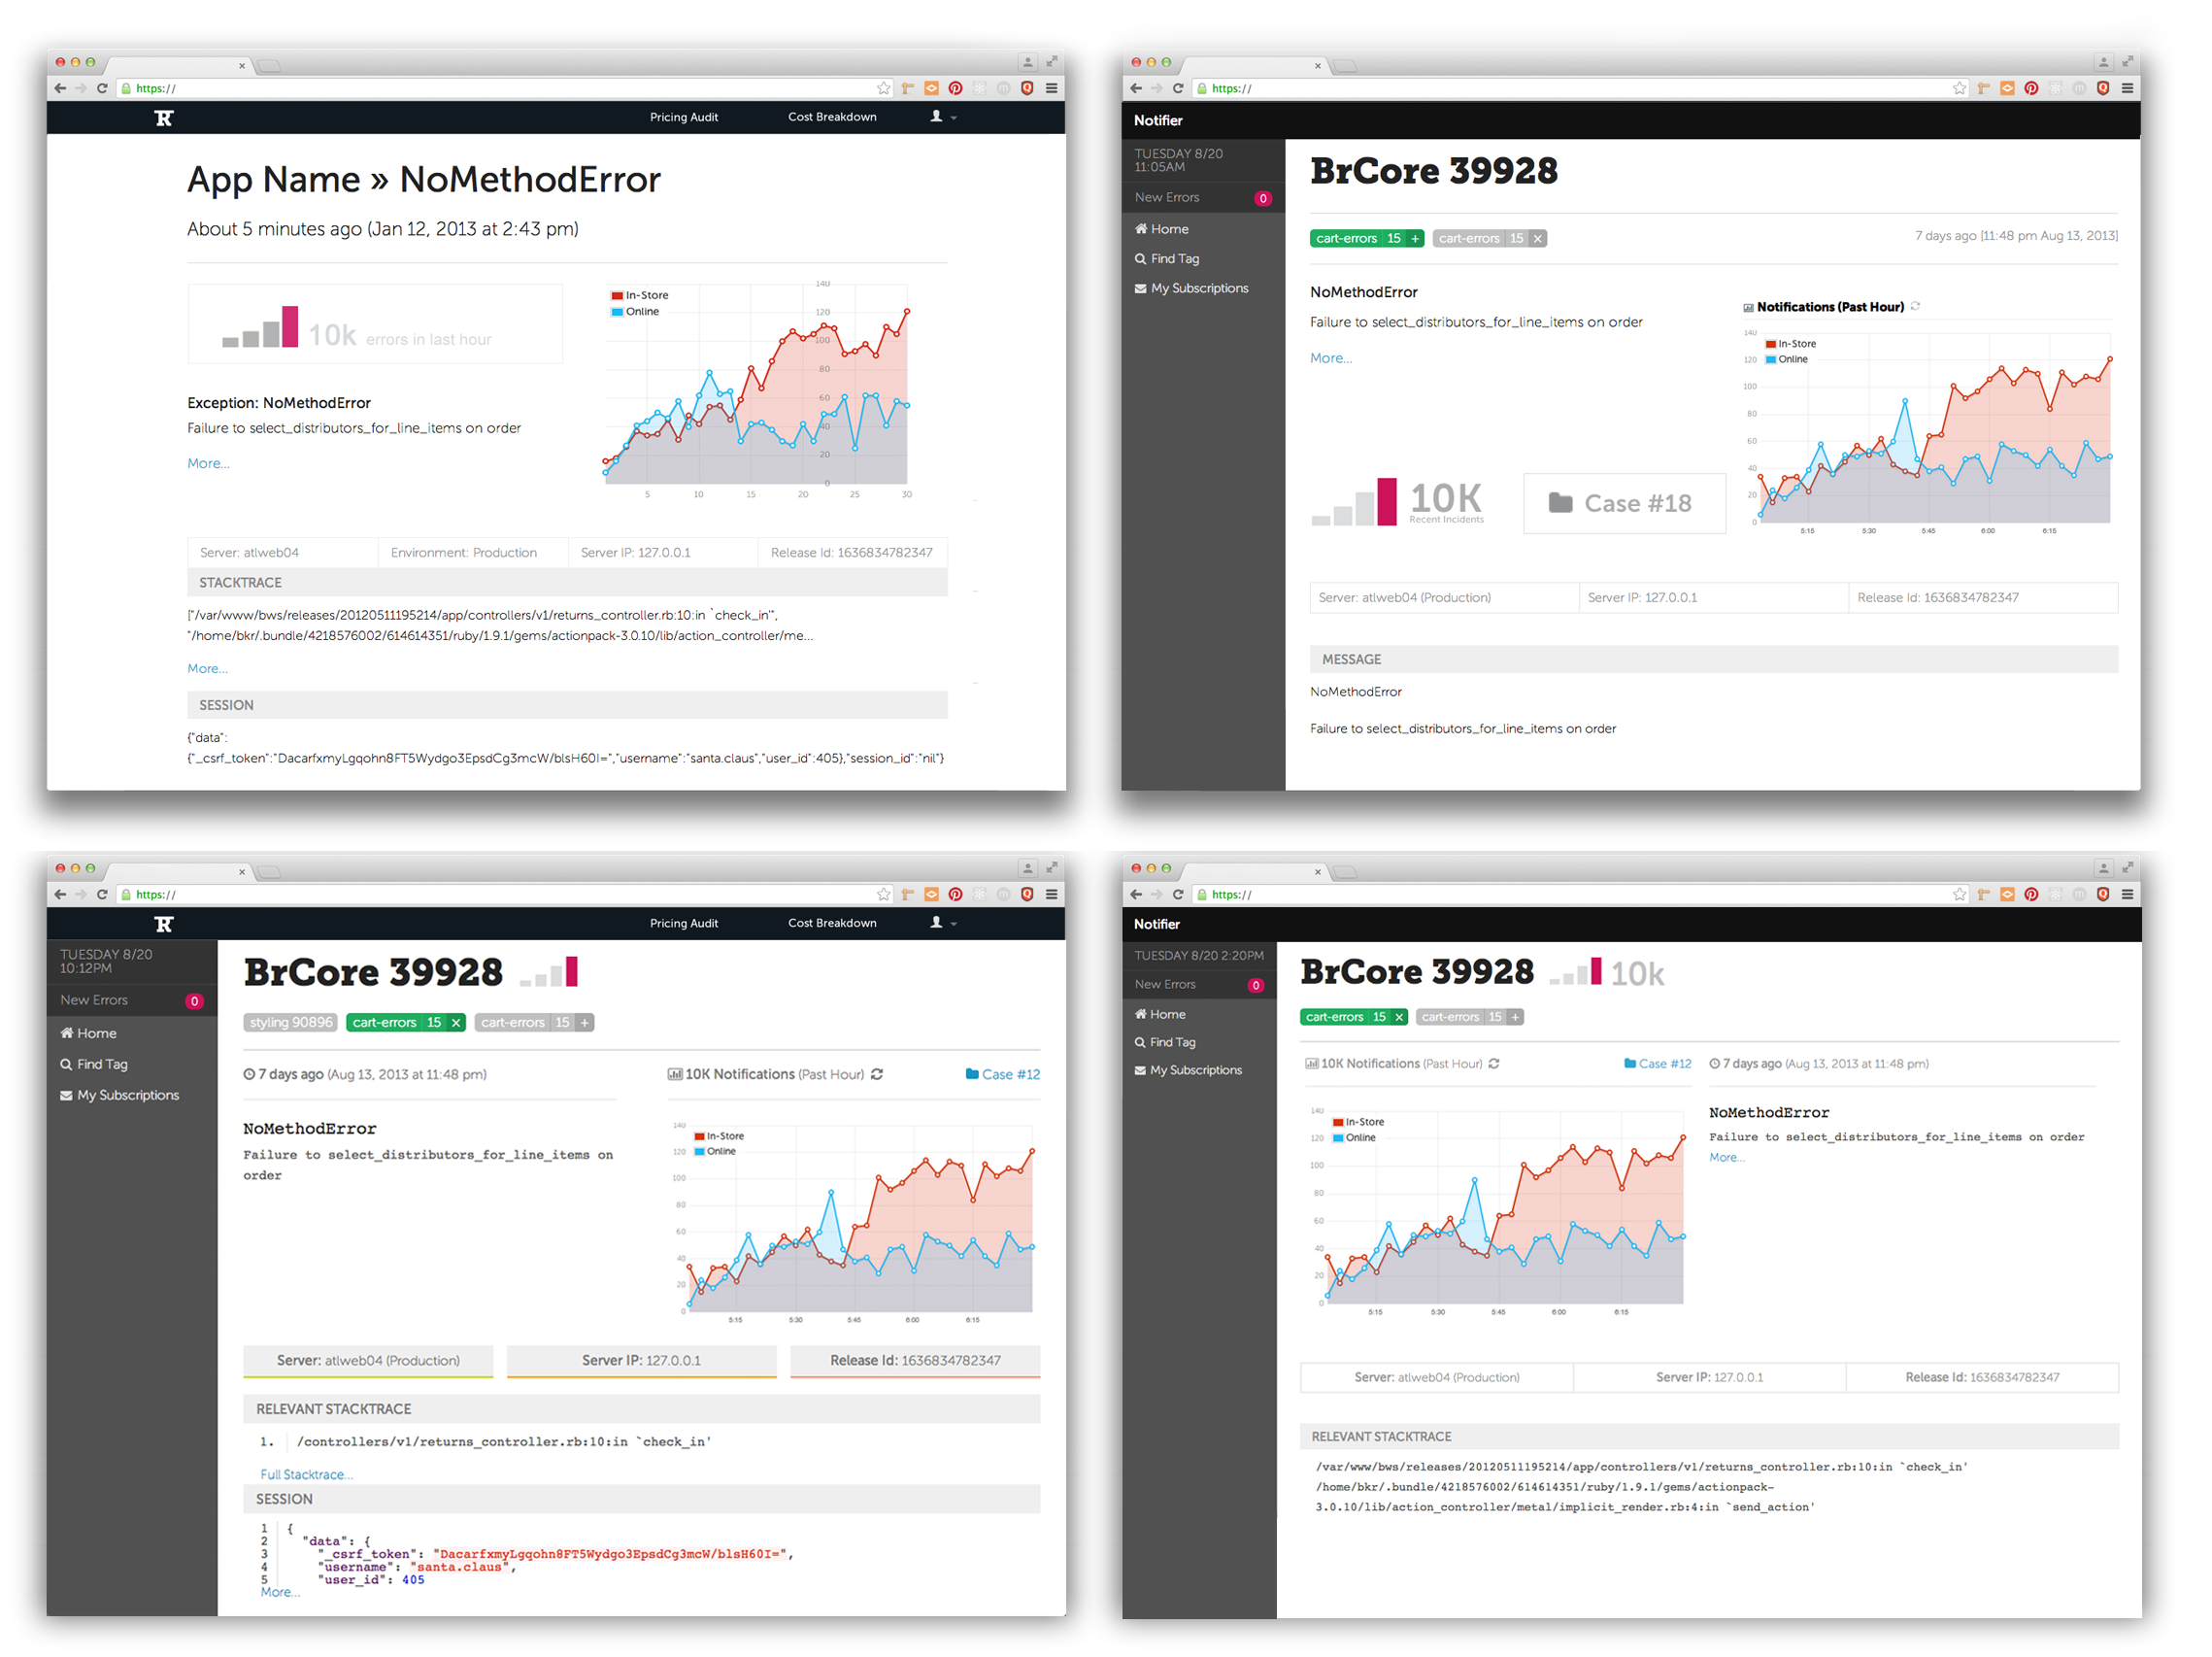 https://
Pricing Audit
Cost Breakdown
App Name » NoMethodError
About 5 minutes ago (Jan 12, 2013 at 2:43 pm)
10k errors in last hour
Exception: NoMethodError
Failure to select_distributors_for_line_items on order
More...
In-Store
Online
140
120
100
80
60
40
20
0
5 10 15 20 25 30
Server: atlweb04
Environment: Production
Server IP: 127.0.0.1
Release Id: 1636834782347
STACKTRACE
["/var/www/bws/releases/20120511195214/app/controllers/v1/returns_controller.rb:10:in `check_in'",
"/home/bkr/.bundle/4218576002/614614351/ruby/1.9.1/gems/actionpack-3.0.10/lib/action_controller/me...
More...
SESSION
{"data":
{"_csrf_token":"DacarfxmyLgqohn8FT5Wydgo3EpsdCg3mcW/blsH60I=","username":"santa.claus","user_id":405},"session_id":"nil"}
https://
Notifier
TUESDAY 8/20
11:05AM
New Errors 0
Home
Find Tag
My Subscriptions
BrCore 39928
cart-errors 15 +
cart-errors 15 x
7 days ago [11:48 pm Aug 13, 2013]
NoMethodError
Failure to select_distributors_for_line_items on order
More...
10K
Recent Incidents
Case #18
Notifications (Past Hour)
In-Store
Online
140
120
100
80
60
40
20
0
5:15 5:30 5:45 6:00 6:15
Server: atlweb04 (Production)
Server IP: 127.0.0.1
Release Id: 1636834782347
MESSAGE
NoMethodError
Failure to select_distributors_for_line_items on order
https://
Pricing Audit
Cost Breakdown
TUESDAY 8/20
10:12PM
New Errors 0
Home
Find Tag
My Subscriptions
BrCore 39928
styling 90896
cart-errors 15 x
cart-errors 15 +
7 days ago (Aug 13, 2013 at 11:48 pm)
NoMethodError
Failure to select_distributors_for_line_items on
order
10K Notifications (Past Hour)
Case #12
In-Store
Online
140
120
100
80
60
40
20
0
5:15 5:30 5:45 6:00 6:15
Server: atlweb04 (Production)
Server IP: 127.0.0.1
Release Id: 1636834782347
RELEVANT STACKTRACE
1. /controllers/v1/returns_controller.rb:10:in `check_in'
Full Stacktrace...
SESSION
1 {
2 "data": {
3 "_csrf_token": "DacarfxmyLgqohn8FT5Wydgo3EpsdCg3mcW/blsH60I=",
4 "username": "santa.claus",
5 "user_id": 405
More...
https://
Notifier
TUESDAY 8/20 2:20PM
New Errors 0
Home
Find Tag
My Subscriptions
BrCore 39928 10k
cart-errors 15 x
cart-errors 15 +
10K Notifications (Past Hour)
Case #12
In-Store
Online
140
120
100
80
60
40
20
0
5:15 5:30 5:45 6:00 6:15
7 days ago (Aug 13, 2013 at 11:48 pm)
NoMethodError
Failure to select_distributors_for_line_items on order
More...
Server: atlweb04 (Production)
Server IP: 127.0.0.1
Release Id: 1636834782347
RELEVANT STACKTRACE
/var/www/bws/releases/20120511195214/app/controllers/v1/returns_controller.rb:10:in `check_in'
/home/bkr/.bundle/4218576002/614614351/ruby/1.9.1/gems/actionpack-
3.0.10/lib/action_controller/metal/implicit_render.rb:4:in `send_action'